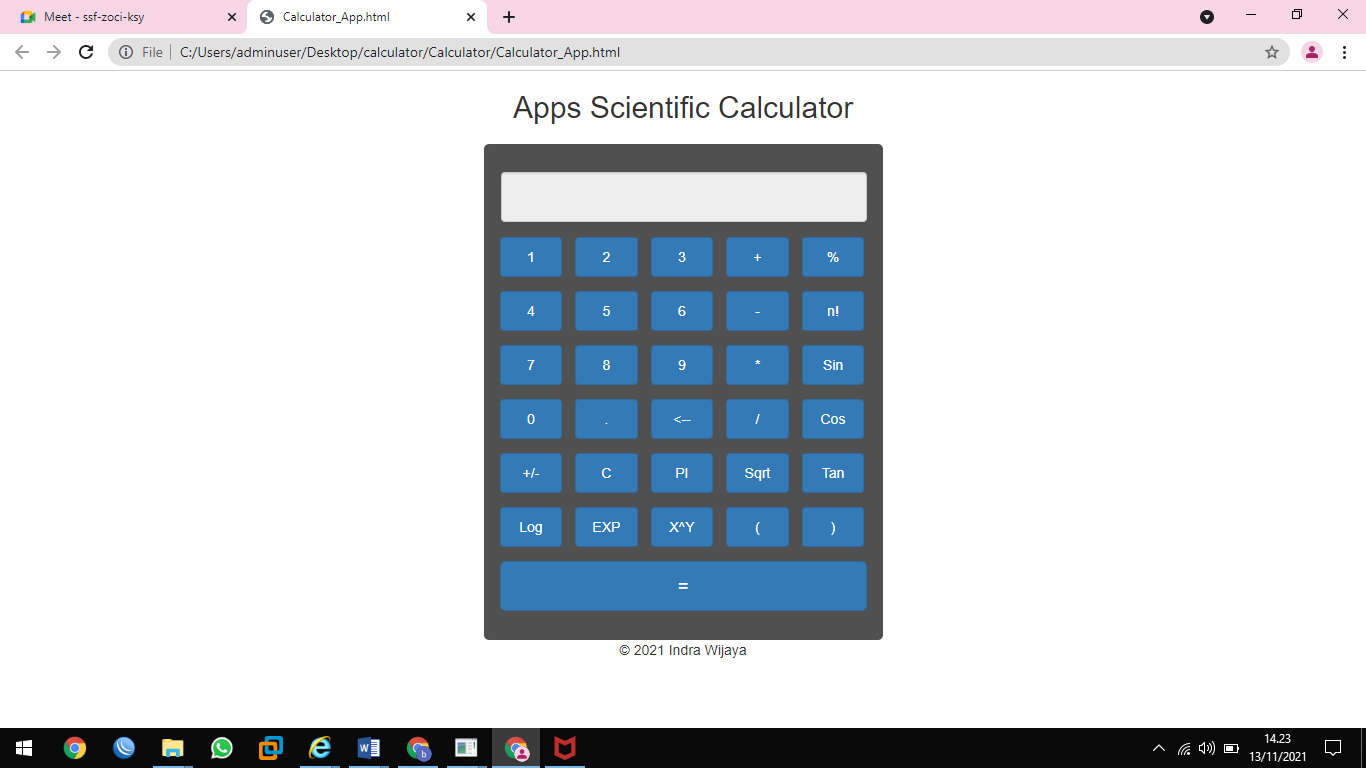 Meet - ssf-zoci-ksy
Calculator_App.html
File
C:/Users/adminuser/Desktop/calculator/Calculator/Calculator_App.html
Apps Scientific Calculator
1 2 3 + %
4 5 6 - n!
7 8 9 * Sin
0 . <-- / Cos
+/- C PI Sqrt Tan
Log EXP X^Y ( )
=
© 2021 Indra Wijaya
14.23
13/11/2021